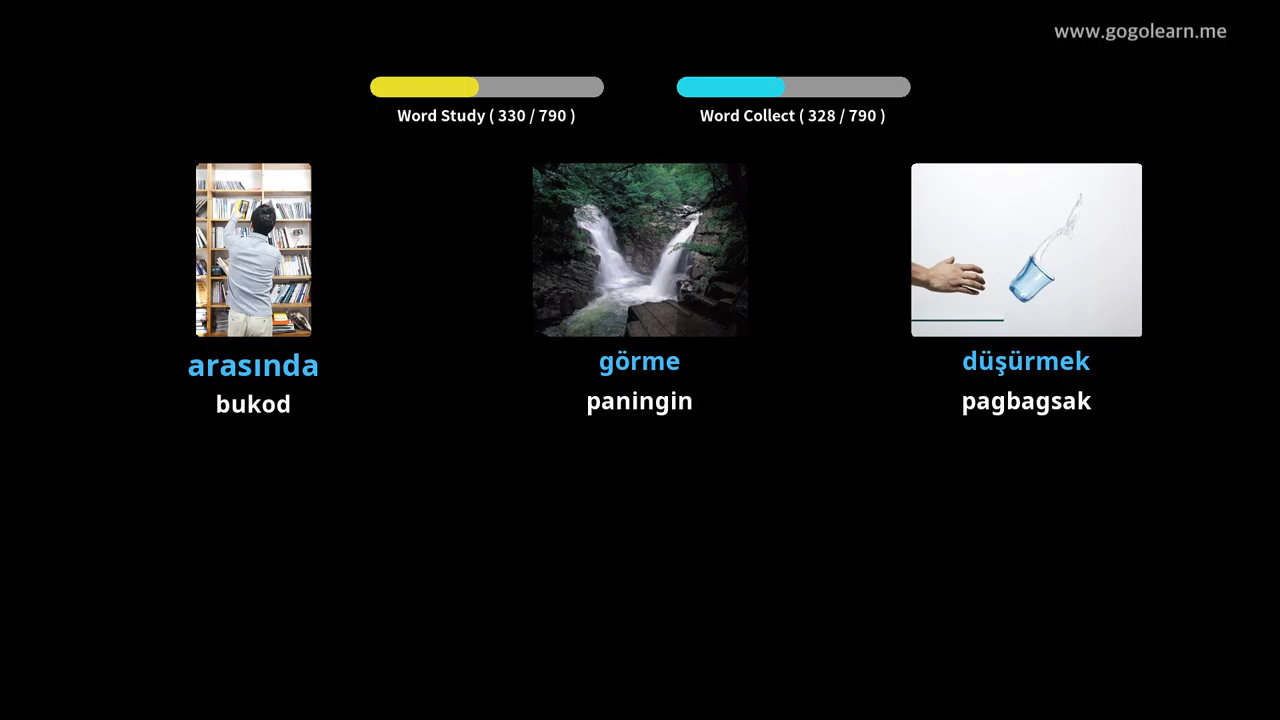 www.gogolearn.me
Word Study ( 330 / 790 )
Word Collect ( 328 / 790 )
arasında
bukod
görme
paningin
düşürmek
pagbagsak